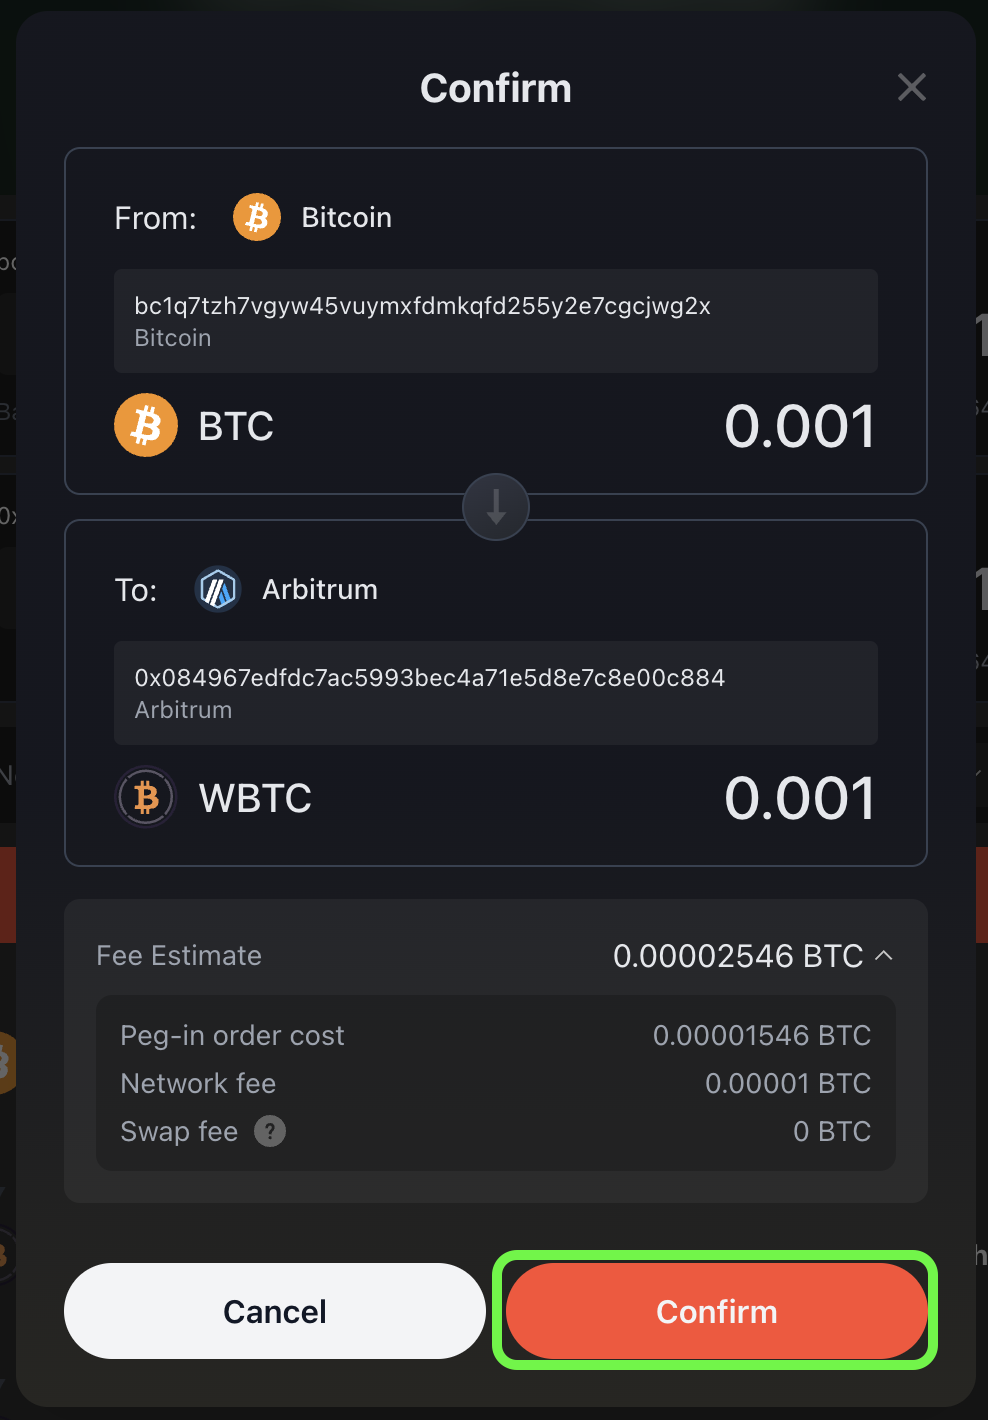 Confirm
From: Bitcoin
bc1q7tzh7vgyw45vuymxfdmkqfd255y2e7cgcjwg2x
Bitcoin
BTC 0.001
To: Arbitrum
0x084967edfdc7ac5993bec4a71e5d8e7c8e00c884
Arbitrum
WBTC 0.001
Fee Estimate 0.00002546 BTC
Peg-in order cost 0.00001546 BTC
Network fee 0.00001 BTC
Swap fee ? 0 BTC
Cancel Confirm